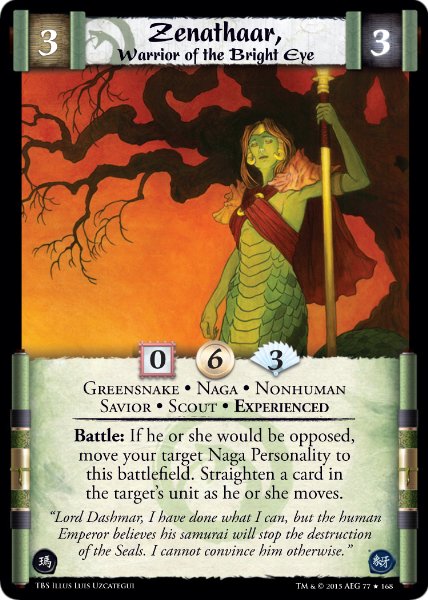 3
Zenathaar,
Warrior of the Bright Eye
3
0 6 3
Greensnake • Naga • Nonhuman
Savior • Scout • Experienced
Battle: If he or she would be opposed,
move your target Naga Personality to
this battlefield. Straighten a card in
the target's unit as he or she moves.
“Lord Dashmar, I have done what I can, but the human
Emperor believes his samurai will stop the destruction
of the Seals. I cannot convince him otherwise.”
瑪
TBS Illus Luis Uzcategui
TM & © 2015 AEG 77 ★ 168